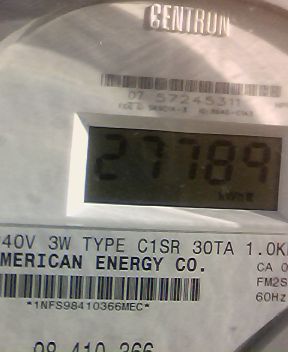 CENTRON
07 57245311
27789
kWh
40V 3W TYPE C1SR 30TA 1.0K
MERICAN ENERGY CO.
CA 0
FM2S
60Hz
*1NFS98410366MEC*
98 410 366